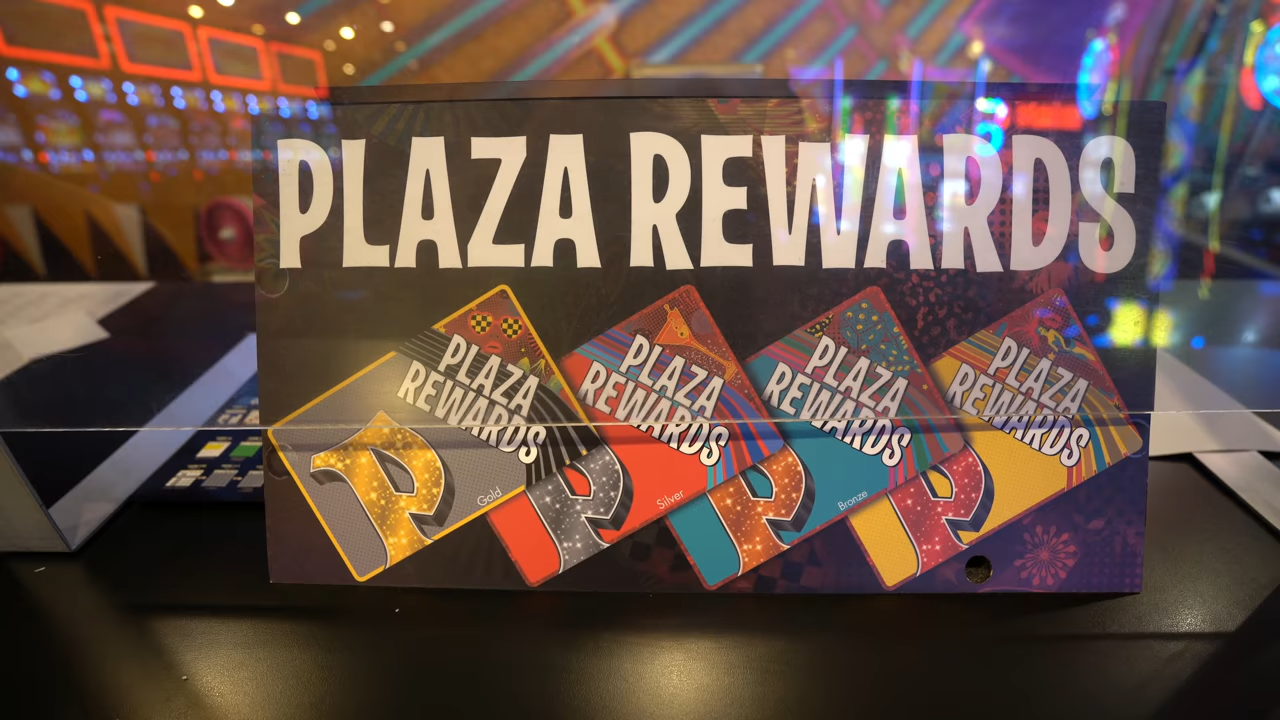 PLAZA REWARDS
PLAZA
REWARDS
P
Gold
PLAZA
REWARDS
P
Silver
PLAZA
REWARDS
P
Bronze
PLAZA
REWARDS
P